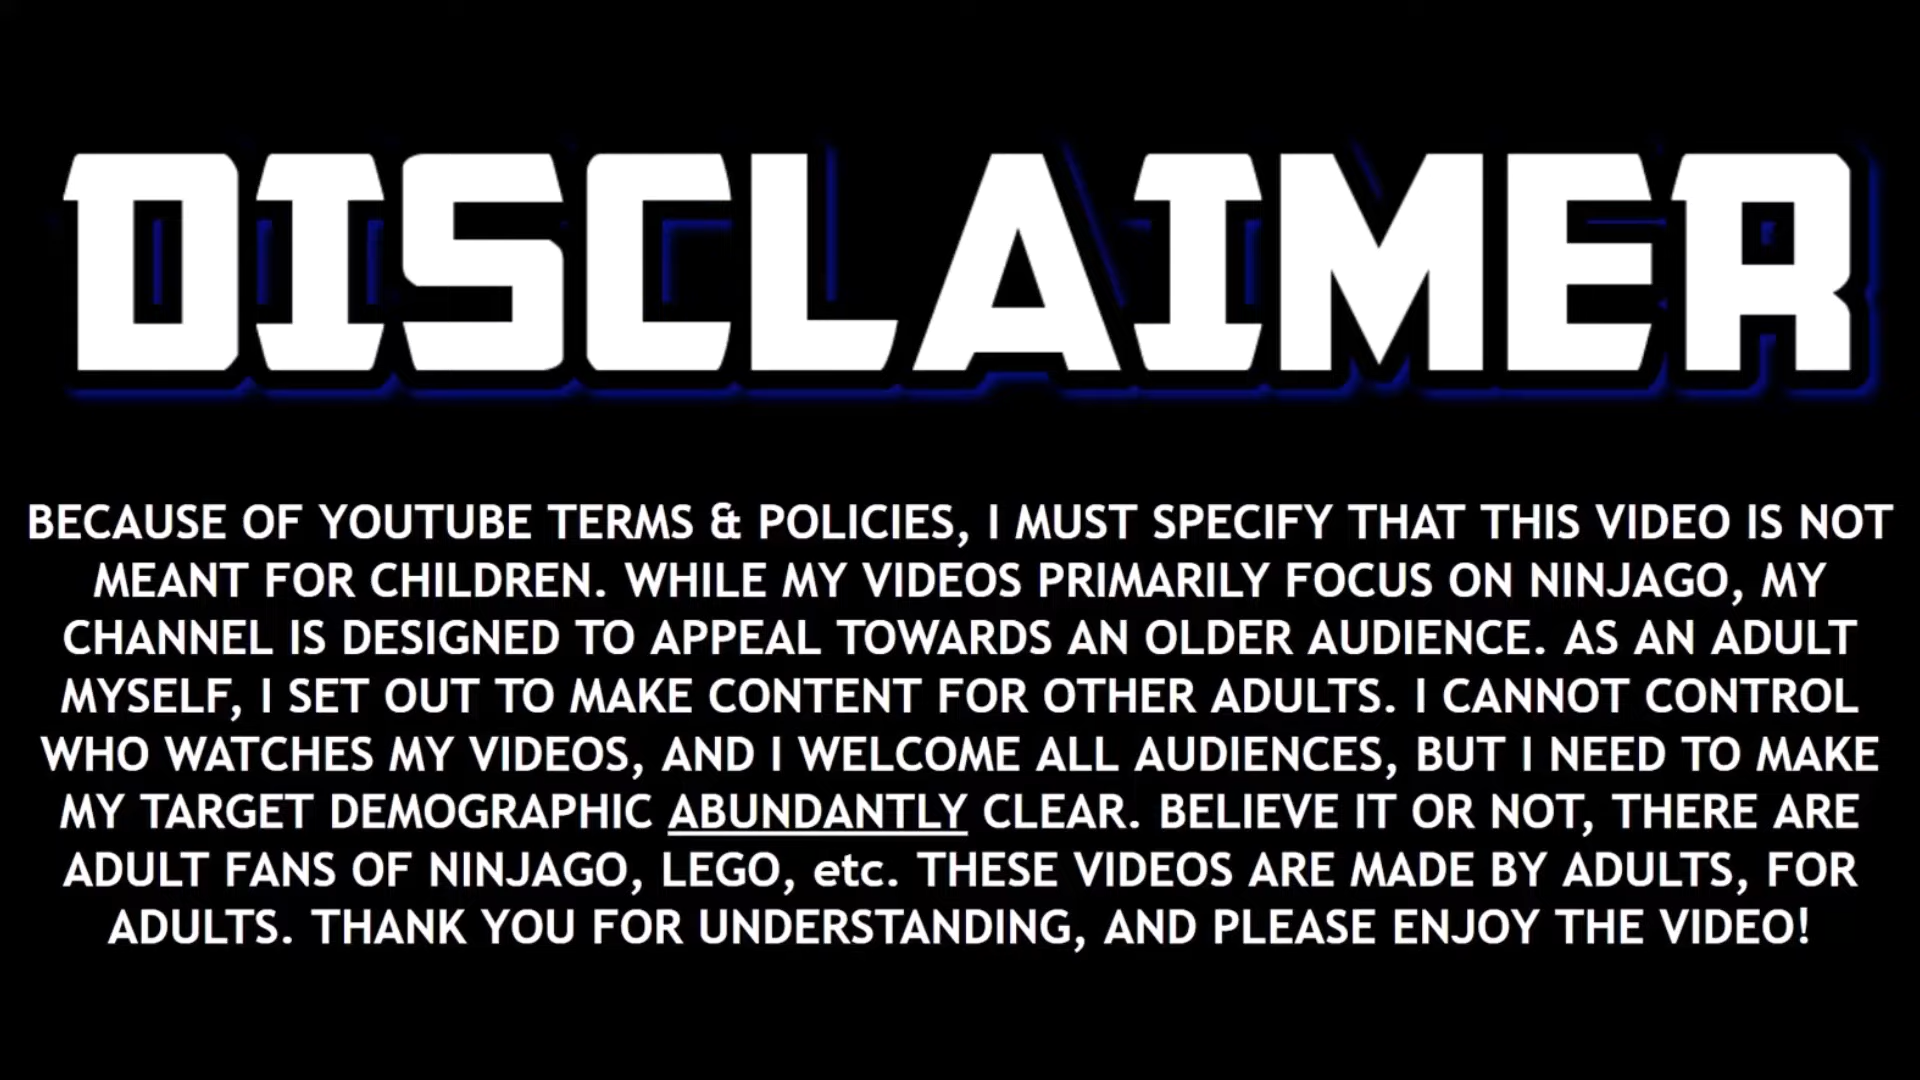 DISCLAIMER
BECAUSE OF YOUTUBE TERMS & POLICIES, I MUST SPECIFY THAT THIS VIDEO IS NOT
MEANT FOR CHILDREN. WHILE MY VIDEOS PRIMARILY FOCUS ON NINJAGO, MY
CHANNEL IS DESIGNED TO APPEAL TOWARDS AN OLDER AUDIENCE. AS AN ADULT
MYSELF, I SET OUT TO MAKE CONTENT FOR OTHER ADULTS. I CANNOT CONTROL
WHO WATCHES MY VIDEOS, AND I WELCOME ALL AUDIENCES, BUT I NEED TO MAKE
MY TARGET DEMOGRAPHIC ABUNDANTLY CLEAR. BELIEVE IT OR NOT, THERE ARE
ADULT FANS OF NINJAGO, LEGO, etc. THESE VIDEOS ARE MADE BY ADULTS, FOR
ADULTS. THANK YOU FOR UNDERSTANDING, AND PLEASE ENJOY THE VIDEO!